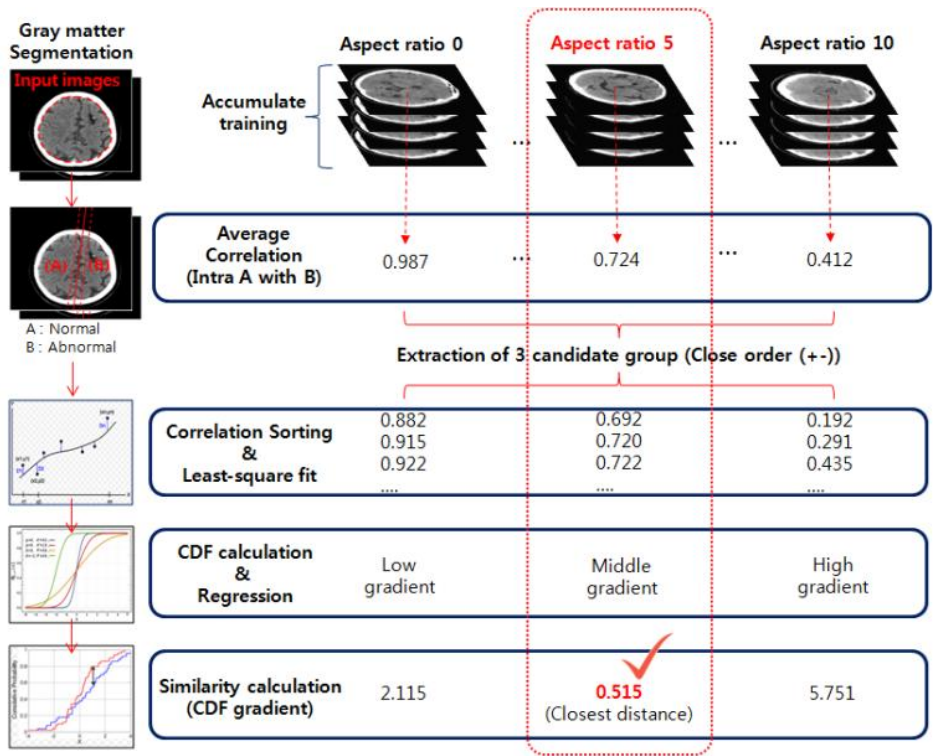 Gray matter
Segmentation
Input images
Aspect ratio 0
Aspect ratio 5
Aspect ratio 10
Accumulate
training
...
...
(A)
(B)
A : Normal
B : Abnormal
Average
Correlation
(Intra A with B)
0.987
...
0.724
...
0.412
Extraction of 3 candidate group (Close order (+-))
Correlation Sorting
&
Least-square fit
0.882
0.915
0.922
....
0.692
0.720
0.722
....
0.192
0.291
0.435
....
CDF calculation
&
Regression
Low
gradient
Middle
gradient
High
gradient
Cumulative Probability
Similarity calculation
(CDF gradient)
2.115
0.515
(Closest distance)
5.751